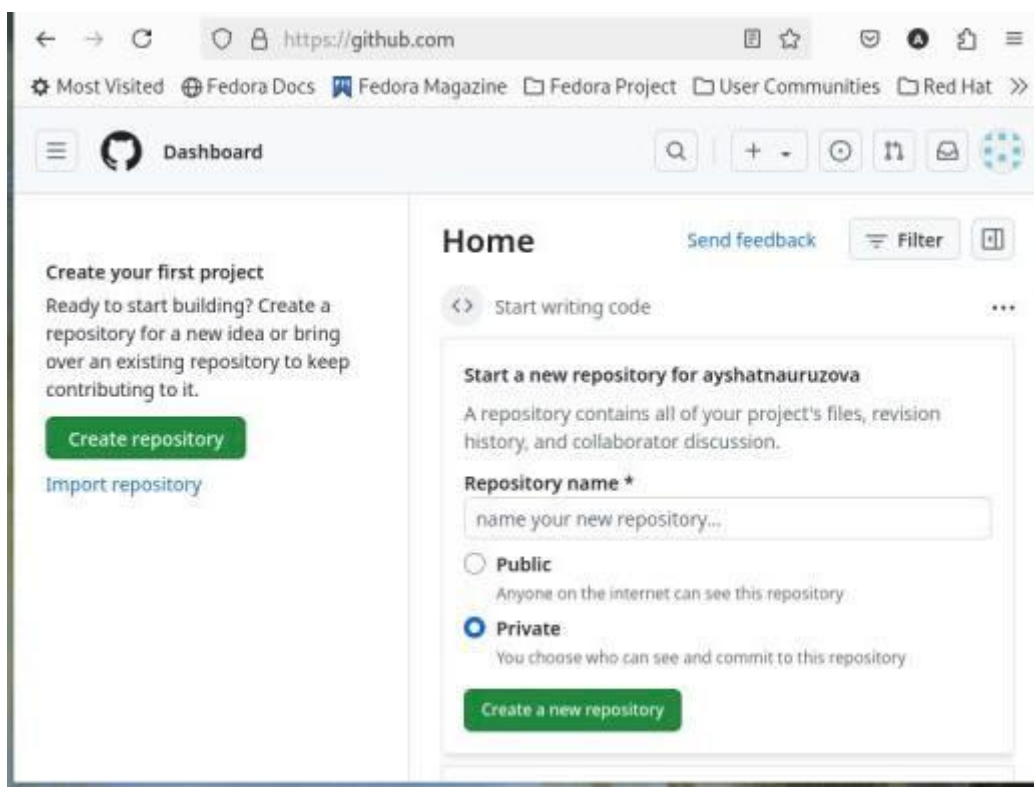 https://github.com
Most Visited Fedora Docs Fedora Magazine Fedora Project User Communities Red Hat
Dashboard
Create your first project
Ready to start building? Create a
repository for a new idea or bring
over an existing repository to keep
contributing to it.
Create repository
Import repository
Home Send feedback Filter
Start writing code
Start a new repository for ayshatnauruzova
A repository contains all of your project's files, revision
history, and collaborator discussion.
Repository name *
name your new repository...
Public
Anyone on the internet can see this repository
Private
You choose who can see and commit to this repository
Create a new repository